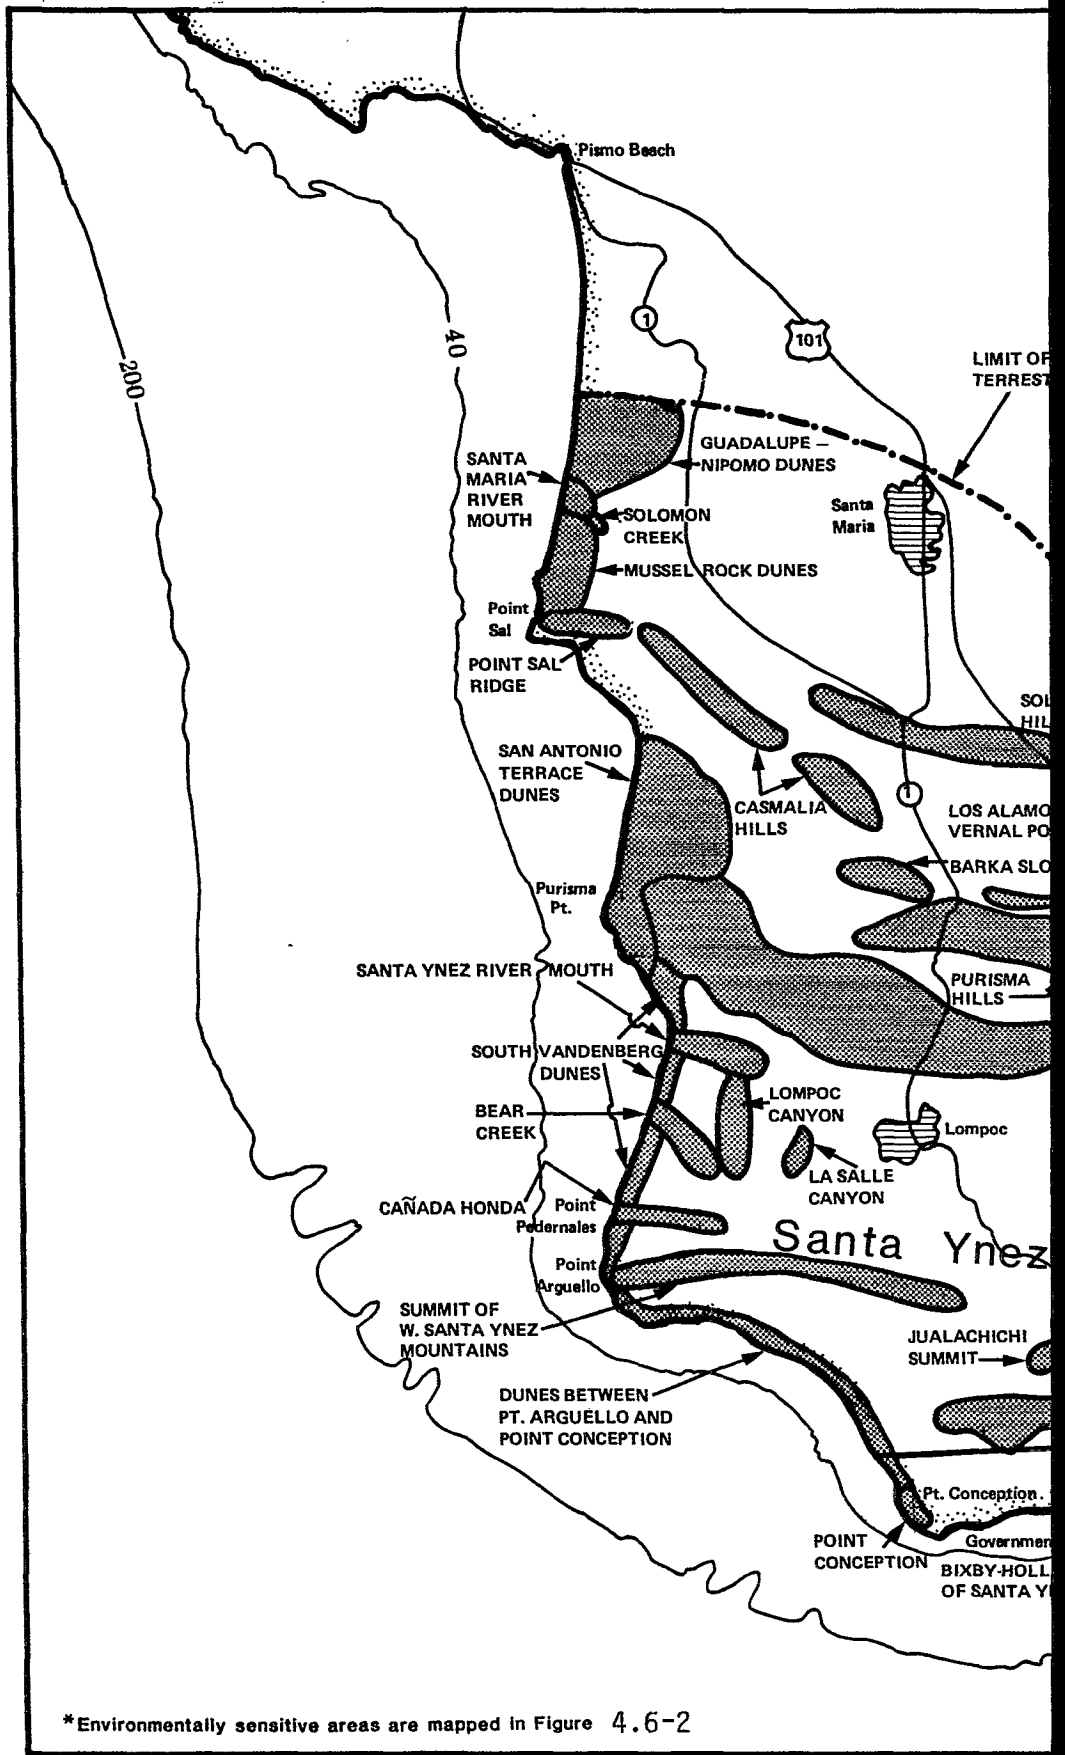 Pismo Beach
1
101
40
200
LIMIT OF
TERREST
GUADALUPE –
NIPOMO DUNES
SANTA
MARIA
RIVER
MOUTH
Santa
Maria
SOLOMON
CREEK
MUSSEL ROCK DUNES
Point
Sal
POINT SAL
RIDGE
SOL
HIL
SAN ANTONIO
TERRACE
DUNES
CASMALIA
HILLS
1
LOS ALAMO
VERNAL PO
BARKA SLO
Purisma
Pt.
SANTA YNEZ RIVER MOUTH
PURISMA
HILLS
SOUTH VANDENBERG
DUNES
LOMPOC
CANYON
BEAR
CREEK
Lompoc
LA SALLE
CANYON
CAÑADA HONDA
Point
Pedernales
Santa Ynez
Point
Arguello
SUMMIT OF
W. SANTA YNEZ
MOUNTAINS
JUALACHICHI
SUMMIT
DUNES BETWEEN
PT. ARGUELLO AND
POINT CONCEPTION
Pt. Conception.
POINT
CONCEPTION
Governmen
BIXBY-HOLL
OF SANTA Y
*Environmentally sensitive areas are mapped in Figure 4.6-2